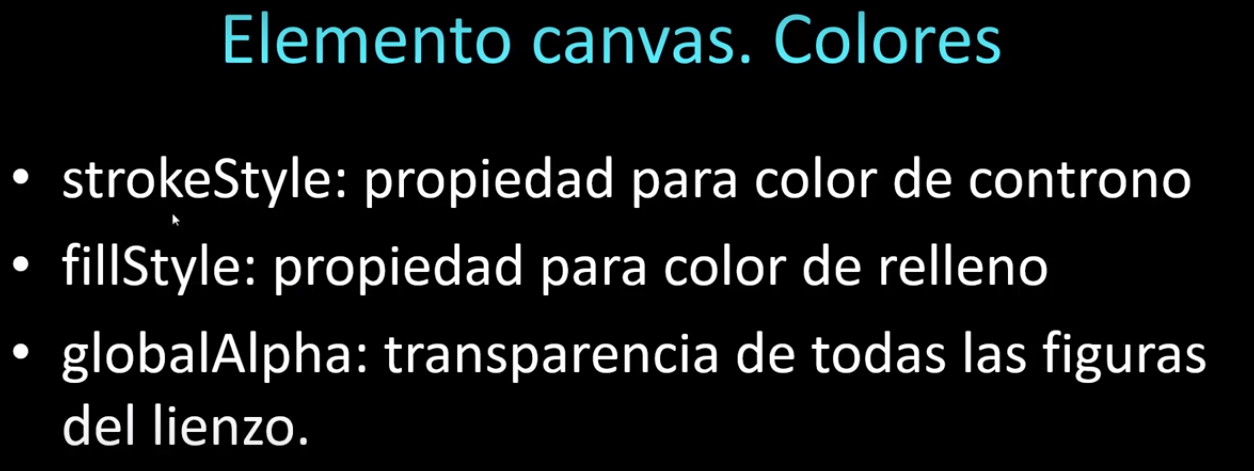 Elemento canvas. Colores
• strokeStyle: propiedad para color de controno
• fillStyle: propiedad para color de relleno
• globalAlpha: transparencia de todas las figuras
del lienzo.